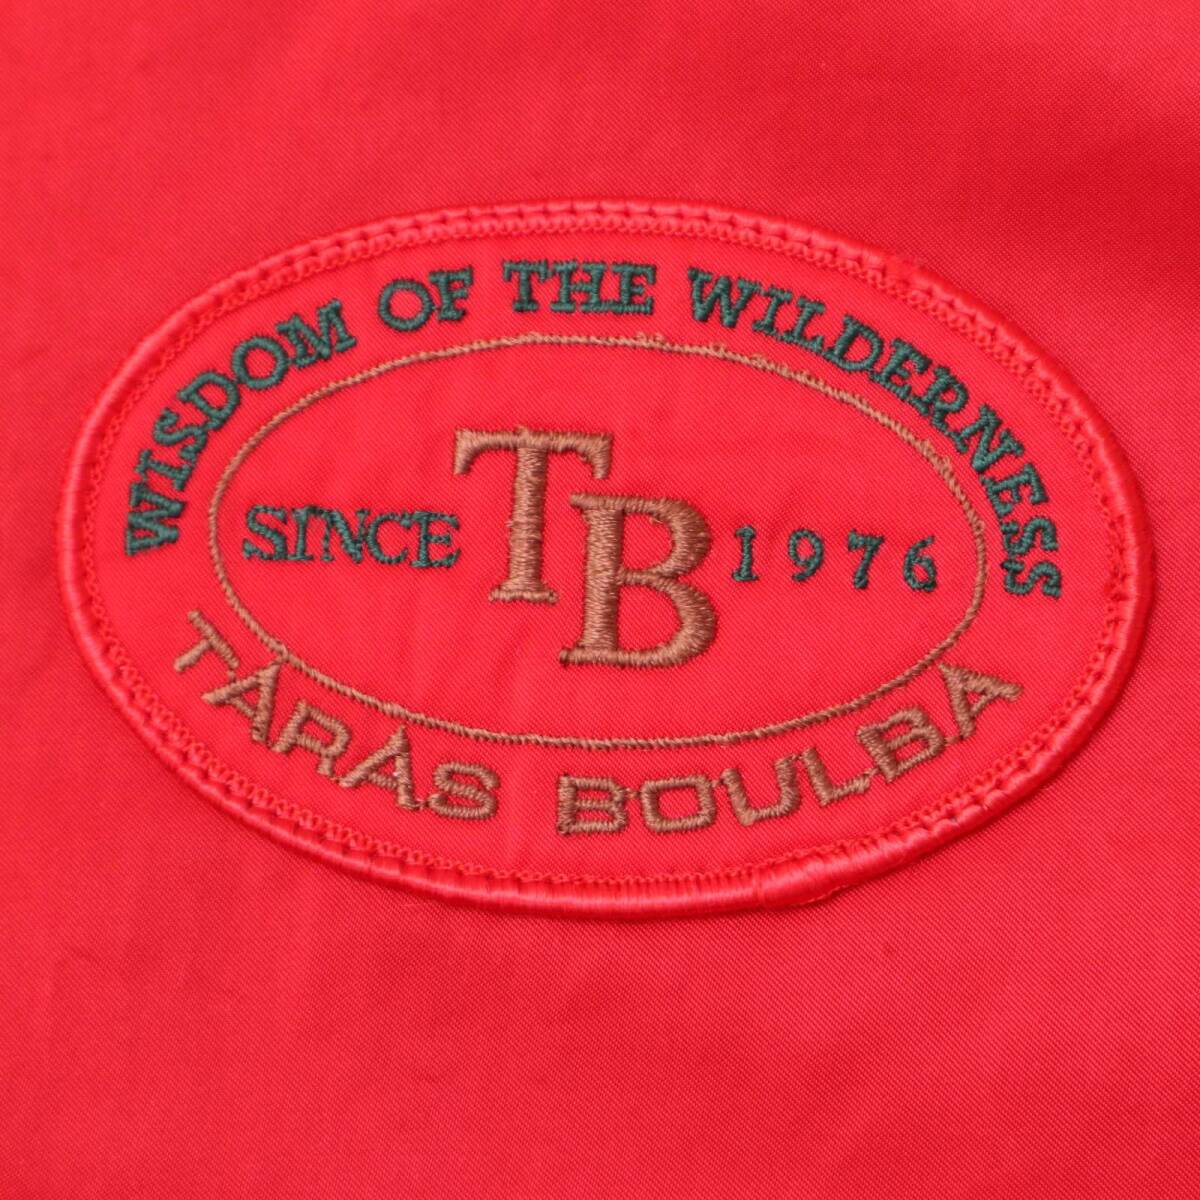 WISDOM OF THE WILDERNESS
SINCE TB 1976
TARAS BOULBA